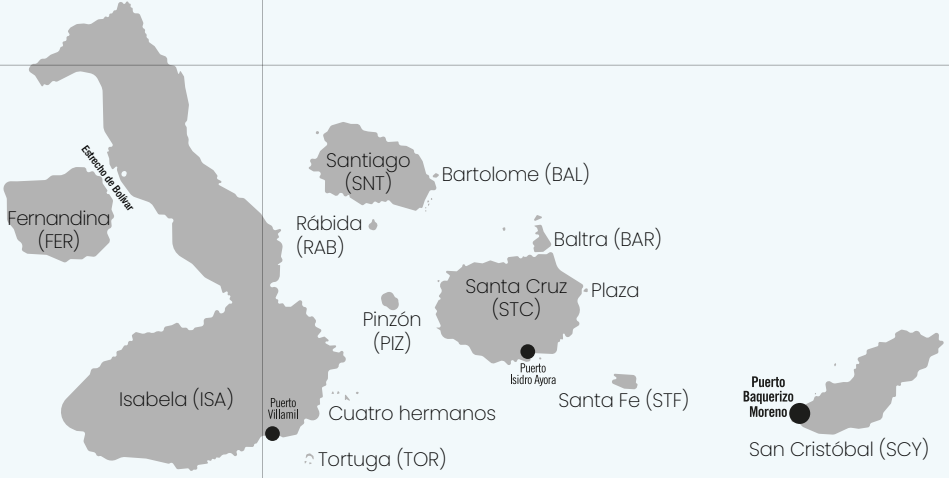 Estrecho de Bolívar
Santiago
(SNT)
Bartolome (BAL)
Fernandina
(FER)
Rábida
(RAB)
Baltra (BAR)
Santa Cruz
(STC)
Plaza
Pinzón
(PIZ)
Puerto
Isidro Ayora
Isabela (ISA)
Puerto
Villamil
Cuatro hermanos
Santa Fe (STF)
Puerto
Baquerizo
Moreno
San Cristóbal (SCY)
Tortuga (TOR)